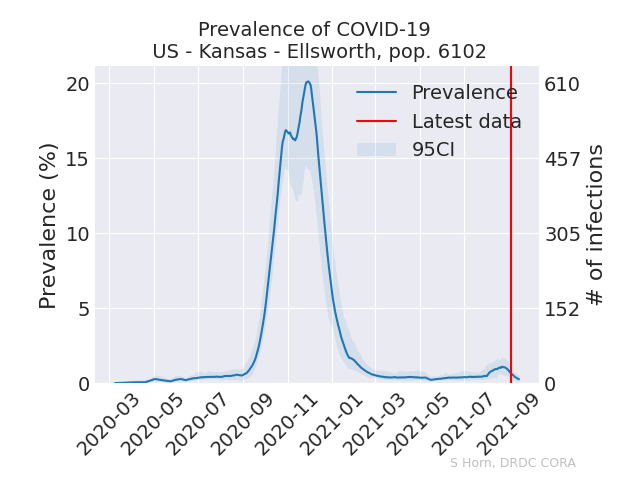 Prevalence of COVID-19
US - Kansas - Ellsworth, pop. 6102
Prevalence (%)
20
15
10
5
0
Prevalence
Latest data
95CI
610
457
305
152
0
# of infections
2020-03
2020-05
2020-07
2020-09
2020-11
2021-01
2021-03
2021-05
2021-07
2021-09
S Horn, DRDC CORA